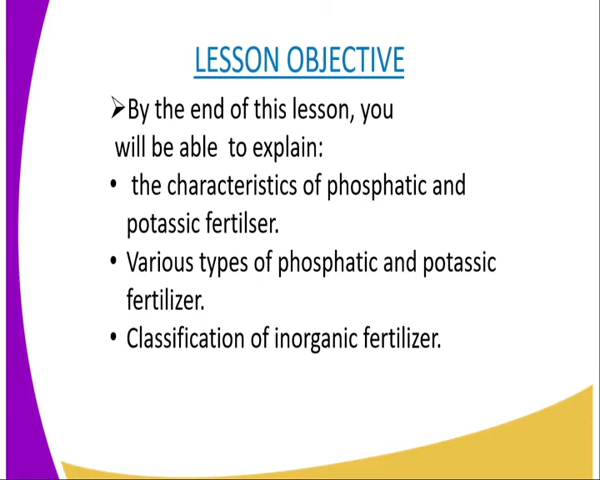 LESSON OBJECTIVE
➢By the end of this lesson, you
will be able to explain:
• the characteristics of phosphatic and
potassic fertilser.
• Various types of phosphatic and potassic
fertilizer.
• Classification of inorganic fertilizer.